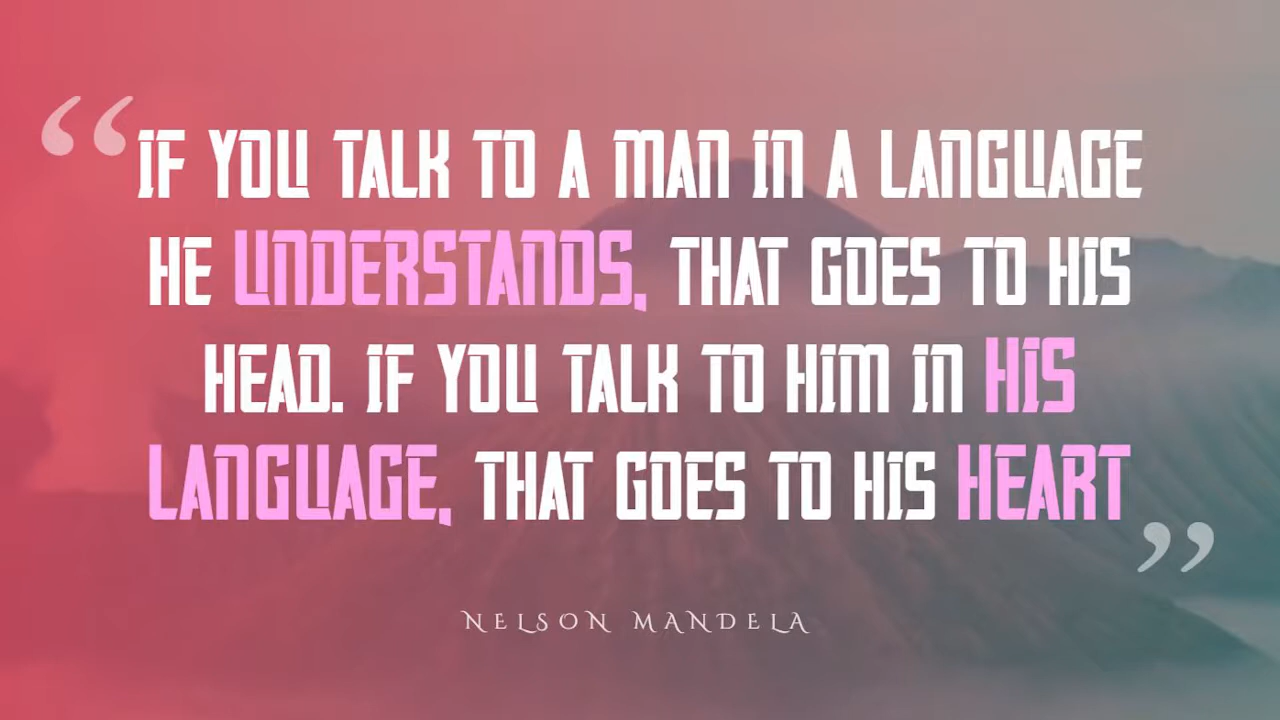 “IF YOU TALK TO A MAN IN A LANGUAGE
HE UNDERSTANDS, THAT GOES TO HIS
HEAD. IF YOU TALK TO HIM IN HIS
LANGUAGE, THAT GOES TO HIS HEART”
NELSON MANDELA